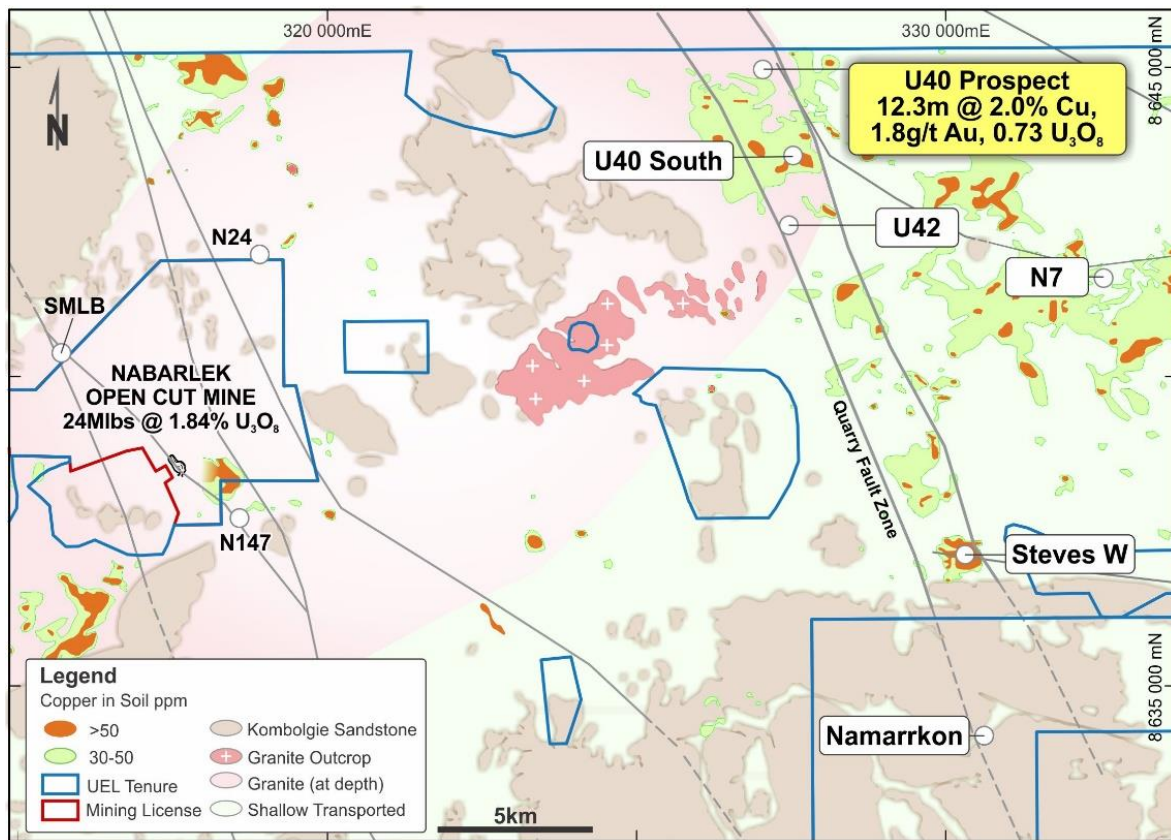 320 000mE
330 000mE
8 645 000 mN
N
U40 Prospect
12.3m @ 2.0% Cu,
1.8g/t Au, 0.73 U₃O₈
U40 South
U42
N24
N7
SMLB
NABARLEK
OPEN CUT MINE
24Mlbs @ 1.84% U₃O₈
Quarry Fault Zone
N147
Steves W
8 635 000 mN
Namarrkon
Legend
Copper in Soil ppm
>50
30-50
UEL Tenure
Mining License
Kombolgie Sandstone
Granite Outcrop
Granite (at depth)
Shallow Transported
5km